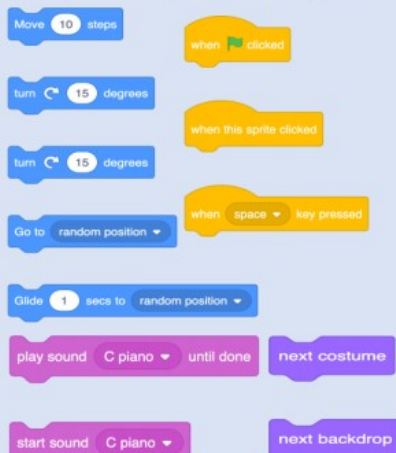 Move 10 steps
when clicked
turn 15 degrees
when this sprite clicked
turn 15 degrees
when space key pressed
Go to random position
Glide 1 secs to random position
play sound C piano until done
next costume
start sound C piano
next backdrop